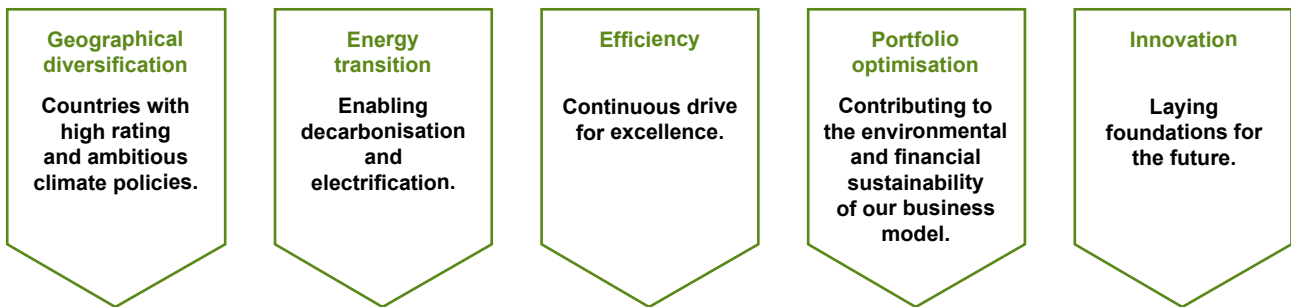 Geographical
diversification
Countries with
high rating
and ambitious
climate policies.
Energy
transition
Enabling
decarbonisation
and
electrification.
Efficiency
Continuous drive
for excellence.
Portfolio
optimisation
Contributing to
the environmental
and financial
sustainability
of our business
model.
Innovation
Laying
foundations for
the future.